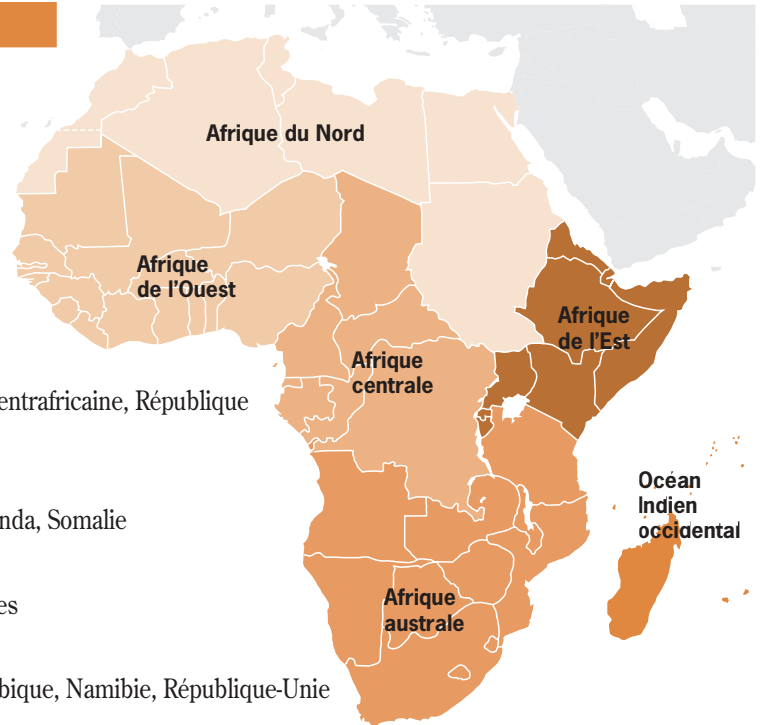 Afrique du Nord
Afrique
de l'Ouest
Afrique
de l'Est
Afrique
centrale
entrafricaine, République
Océan
Indien
occidental
nda, Somalie
Afrique
australe
es
bique, Namibie, République-Unie